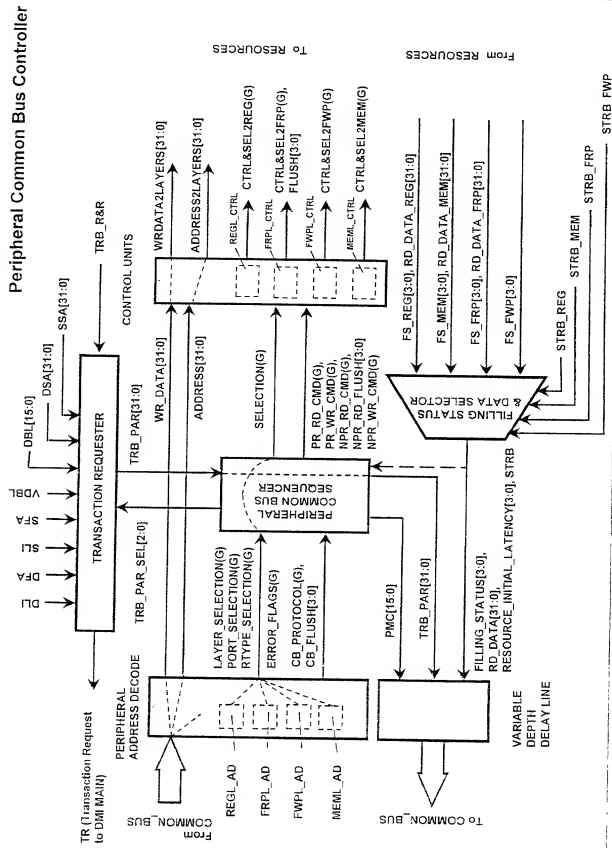 Peripheral Common Bus Controller
DLI
DFA
SLI
SFA
VDBL
DBL[15:0]
DSA[31:0]
SSA[31:0]
TRB_R&R
TRANSACTION REQUESTER
TR (Transaction Request
to DMI MAIN)
TRB_PAR_SEL[2:0]
TRB_PAR[31:0]
CONTROL UNITS
PERIPHERAL
ADDRESS DECODE
WR_DATA[31:0]
ADDRESS[31:0]
WRDATA2LAYERS[31:0]
ADDRESS2LAYERS[31:0]
From
COMMON_BUS
REGL_AD
FRPL_AD
FWPL_AD
MEML_AD
LAYER_SELECTION(G)
PORT_SELECTION(G)
RTYPE_SELECTION(G)
ERROR_FLAGS(G)
CB_PROTOCOL(G)
CB_FLUSH[3:0]
PERIPHERAL
COMMON BUS
SEQUENCER
SELECTION(G)
PR_RD_CMD(G)
PR_WR_CMD(G)
NPR_RD_CMD(G)
NPR_RD_FLUSH[3:0]
NPR_WR_CMD(G)
REGL_CTRL
CTRL&SEL2REG(G)
FRPL_CTRL
CTRL&SEL2FRP(G),
FLUSH[3:0]
FWPL_CTRL
CTRL&SEL2FWP(G)
MEML_CTRL
CTRL&SEL2MEM(G)
To RESOURCES
PMC[15:0]
TRB_PAR[31:0]
FILLING_STATUS[3:0],
RD_DATA[31:0],
RESOURCE_INITIAL_LATENCY[3:0], STRB
VARIABLE
DEPTH
DELAY LINE
To COMMON_BUS
FILLING STATUS
& DATA SELECTOR
FS_REG[3:0], RD_DATA_REG[31:0]
FS_MEM[3:0], RD_DATA_MEM[31:0]
FS_FRP[3:0], RD_DATA_FRP[31:0]
FS_FWP[3:0]
From RESOURCES
STRB_REG
STRB_MEM
STRB_FRP
STRB_FWP